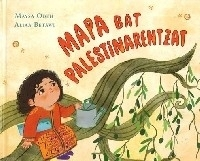 MAYSA ODEH
ALIAA BETAWI
MAPA BAT
PALESTINARENTZAT